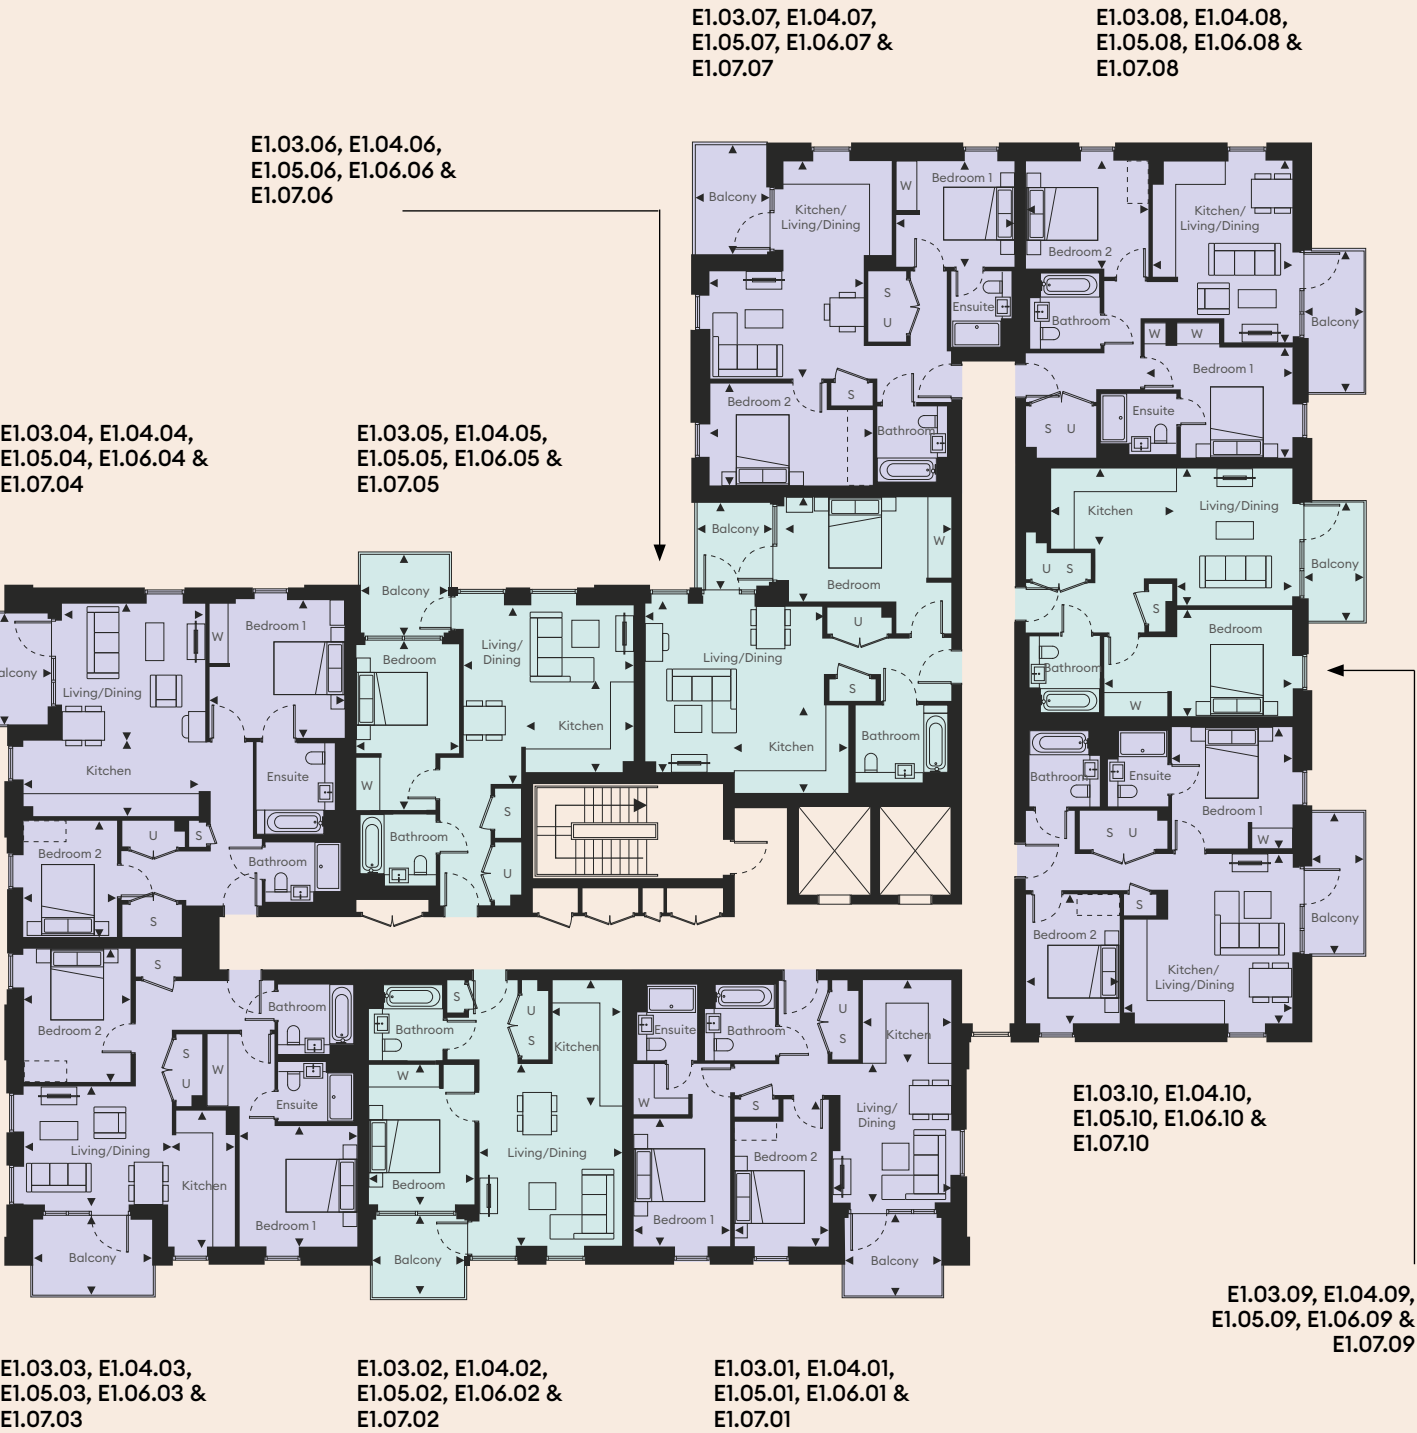 E1.03.07, E1.04.07,
E1.05.07, E1.06.07 &
E1.07.07
E1.03.08, E1.04.08,
E1.05.08, E1.06.08 &
E1.07.08
E1.03.06, E1.04.06,
E1.05.06, E1.06.06 &
E1.07.06
Balcony
Kitchen/
Living/Dining
W
Bedroom 1
S
U
Ensuite
Bedroom 2
S
Bathroom
Bedroom 2
Kitchen/
Living/Dining
Bathroom
W
W
Balcony
Bedroom 1
Ensuite
S U
E1.03.04, E1.04.04,
E1.05.04, E1.06.04 &
E1.07.04
E1.03.05, E1.04.05,
E1.05.05, E1.06.05 &
E1.07.05
Balcony
W
Bedroom
U
Living/Dining
S
Kitchen
Bathroom
Kitchen
Living/Dining
Balcony
U S
S
Bedroom
Bathroom
W
Balcony
Bedroom
Living/
Dining
Kitchen
W
Bathroom
S
U
alcony
Living/Dining
W
Bedroom 1
Kitchen
Ensuite
Bedroom 2
U
S
Bathroom
S
Bathroom
Ensuite
Bedroom 1
W
S U
Balcony
Bedroom 2
S
Kitchen/
Living/Dining
Bedroom 2
S
Bathroom
S
U
W
Ensuite
Living/Dining
Kitchen
Bedroom 1
Balcony
Bathroom
S
U
S
Kitchen
W
Living/Dining
Bedroom
Balcony
Ensuite
Bathroom
U
S
Kitchen
W
S
Living/
Dining
Bedroom 2
Bedroom 1
Balcony
E1.03.10, E1.04.10,
E1.05.10, E1.06.10 &
E1.07.10
E1.03.09, E1.04.09,
E1.05.09, E1.06.09 &
E1.07.09
E1.03.03, E1.04.03,
E1.05.03, E1.06.03 &
E1.07.03
E1.03.02, E1.04.02,
E1.05.02, E1.06.02 &
E1.07.02
E1.03.01, E1.04.01,
E1.05.01, E1.06.01 &
E1.07.01